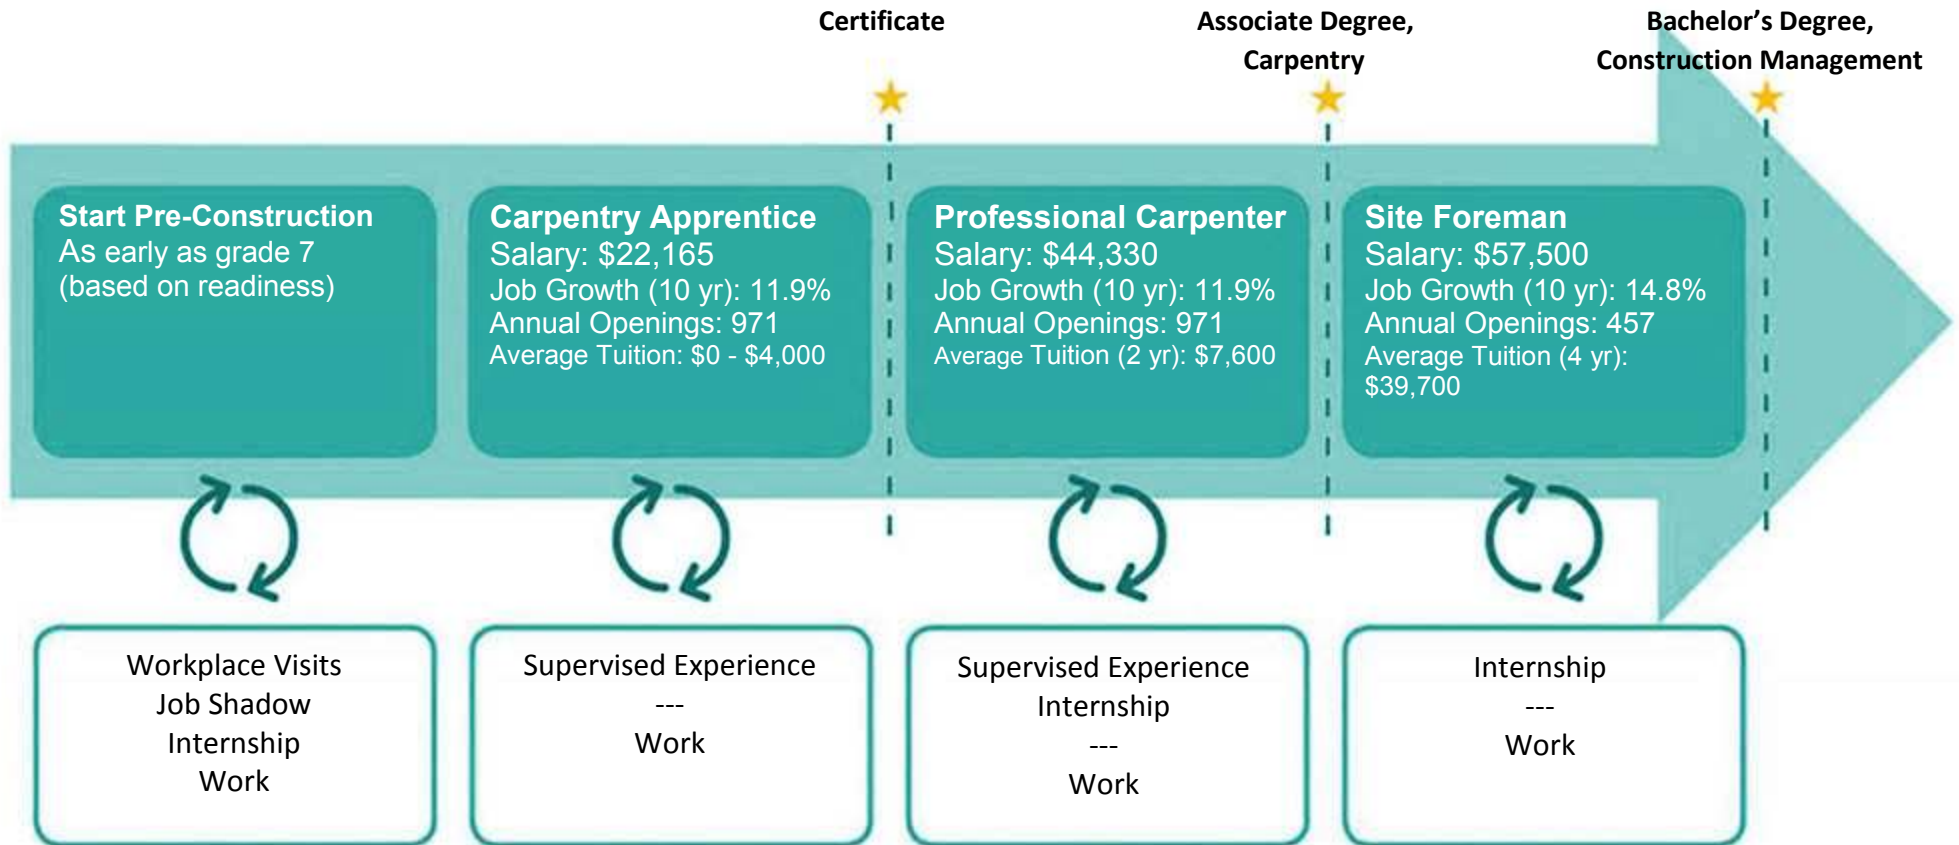 Certificate
Associate Degree,
Carpentry
Bachelor’s Degree,
Construction Management
Start Pre-Construction
As early as grade 7
(based on readiness)
Carpentry Apprentice
Salary: $22,165
Job Growth (10 yr): 11.9%
Annual Openings: 971
Average Tuition: $0 - $4,000
Professional Carpenter
Salary: $44,330
Job Growth (10 yr): 11.9%
Annual Openings: 971
Average Tuition (2 yr): $7,600
Site Foreman
Salary: $57,500
Job Growth (10 yr): 14.8%
Annual Openings: 457
Average Tuition (4 yr):
$39,700
Workplace Visits
Job Shadow
Internship
Work
Supervised Experience
---
Work
Supervised Experience
Internship
---
Work
Internship
---
Work